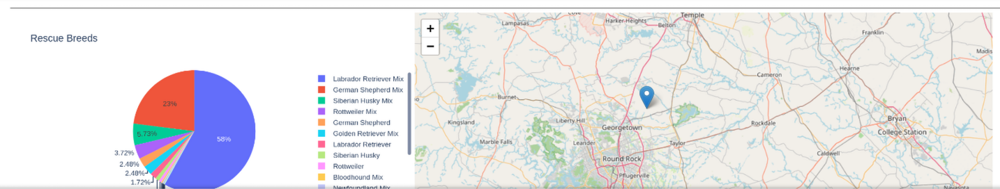 Rescue Breeds
58%
23%
5.73%
3.72%
2.48%
2.48%
1.72%
Labrador Retriever Mix
German Shepherd Mix
Siberian Husky Mix
Rottweiler Mix
German Shepherd
Golden Retriever Mix
Labrador Retriever
Siberian Husky
Rottweiler
Bloodhound Mix
Newfoundland Mix
+
−
Temple
Lampasas
Harker Heights
Belton
Franklin
Madis
Hearne
Cameron
Burnet
Kingsland
Liberty Hill
Georgetown
Rockdale
Bryan
College Station
Marble Falls
Leander
Taylor
Caldwell
Round Rock
Pflugerville
Navasota